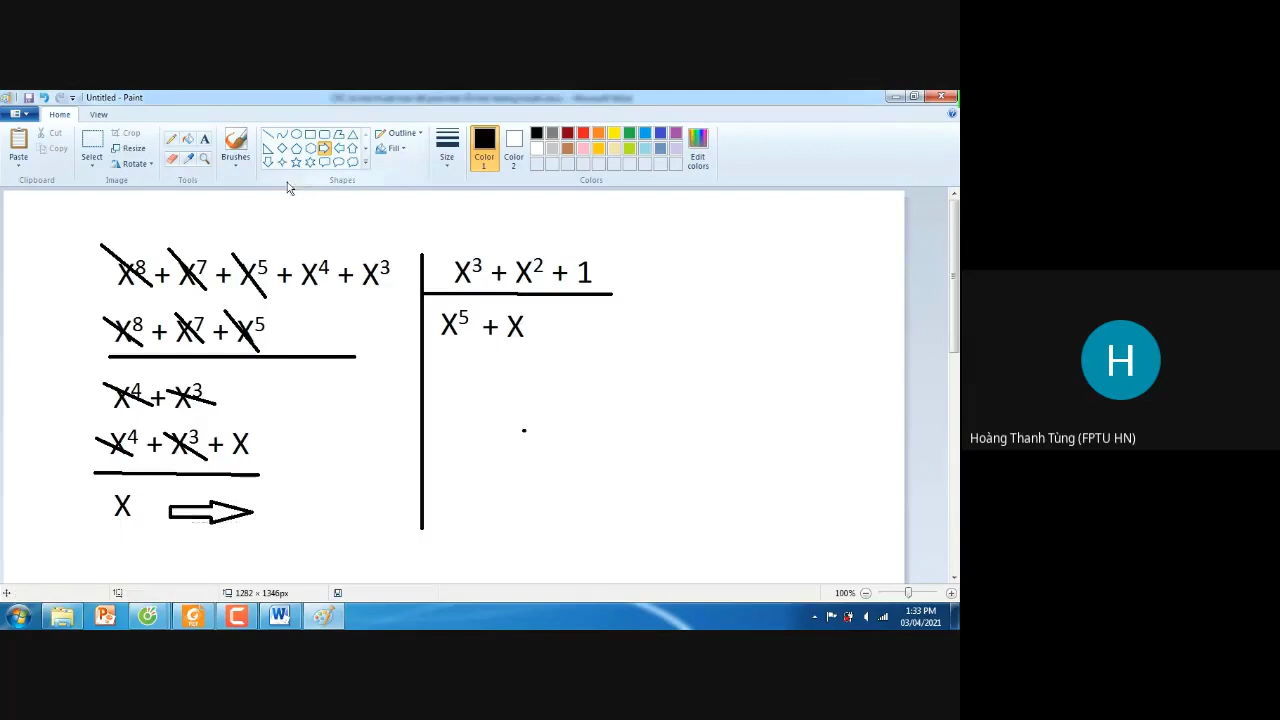 Untitled - Paint
Home
View
Paste
Cut
Copy
Clipboard
Select
Crop
Resize
Rotate
Image
Tools
Brushes
Shapes
Outline
Fill
Size
Color
1
Color
2
Edit
colors
Colors
X⁸ + X⁷ + X⁵ + X⁴ + X³
X³ + X² + 1
X⁸ + X⁷ + X⁵
X⁵ + X
X⁴ + X³
X⁴ + X³ + X
X
H
Hoàng Thanh Tùng (FPTU HN)
1282 × 1346px
100%
1:33 PM
03/04/2021